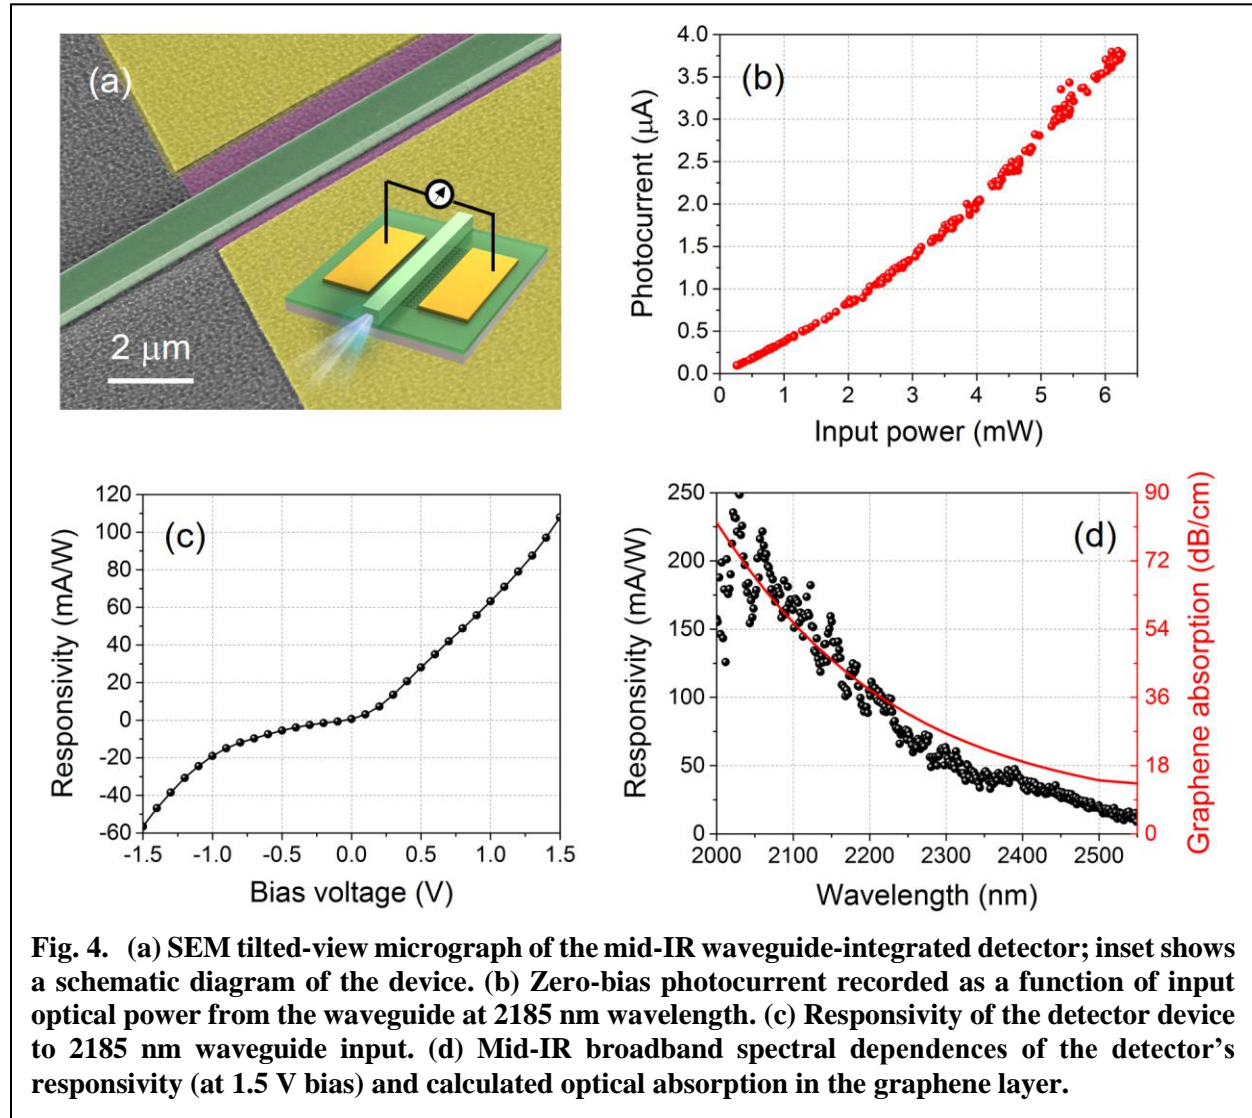 (a)
2 μm
(b)
Photocurrent (μA)
4.0
3.5
3.0
2.5
2.0
1.5
1.0
0.5
0.0
0 1 2 3 4 5 6
Input power (mW)
(c)
Responsivity (mA/W)
120
100
80
60
40
20
0
-20
-40
-60
-1.5 -1.0 -0.5 0.0 0.5 1.0 1.5
Bias voltage (V)
(d)
Responsivity (mA/W)
250
200
150
100
50
0
2000 2100 2200 2300 2400 2500
Wavelength (nm)
90
72
54
36
18
0
Graphene absorption (dB/cm)
Fig. 4. (a) SEM tilted-view micrograph of the mid-IR waveguide-integrated detector; inset shows
a schematic diagram of the device. (b) Zero-bias photocurrent recorded as a function of input
optical power from the waveguide at 2185 nm wavelength. (c) Responsivity of the detector device
to 2185 nm waveguide input. (d) Mid-IR broadband spectral dependences of the detector’s
responsivity (at 1.5 V bias) and calculated optical absorption in the graphene layer.